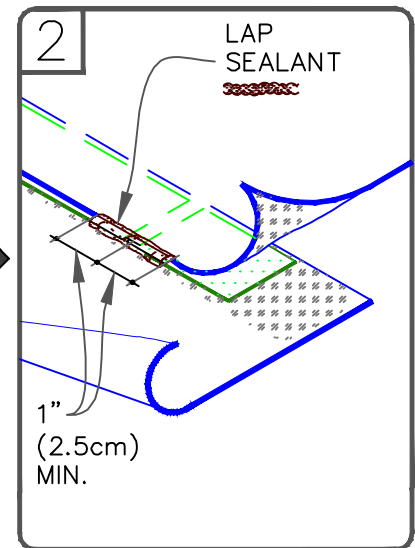 2
LAP
SEALANT
1"
(2.5cm)
MIN.